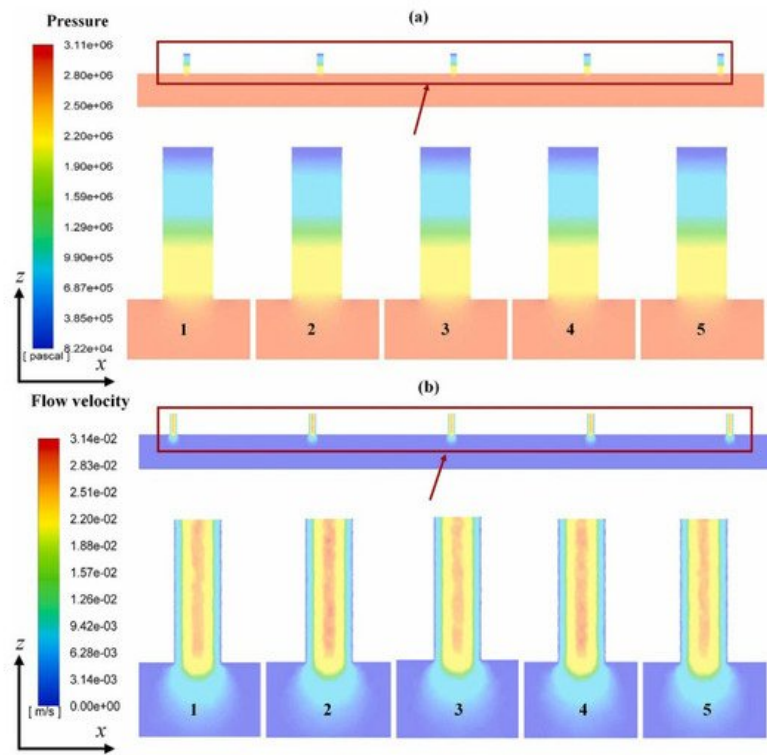 Pressure
(a)
3.11e+06
2.80e+06
2.50e+06
2.20e+06
1.90e+06
1.59e+06
1.29e+06
9.90e+05
6.87e+05
3.85e+05
8.22e+04
[ pascal ]
z
x
1 2 3 4 5
(b)
Flow velocity
3.14e-02
2.83e-02
2.51e-02
2.20e-02
1.88e-02
1.57e-02
1.26e-02
9.42e-03
6.28e-03
3.14e-03
0.00e+00
[ m/s ]
z
x
1 2 3 4 5